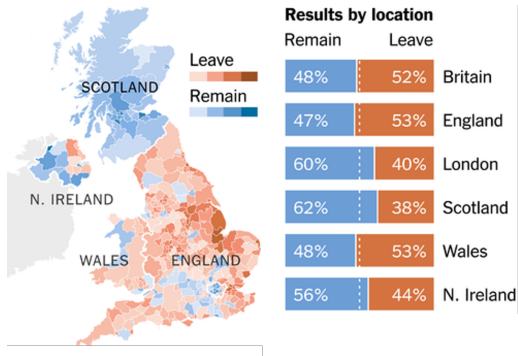 Leave
Remain
SCOTLAND
N. IRELAND
WALES
ENGLAND
Results by location
Remain Leave
48% 52% Britain
47% 53% England
60% 40% London
62% 38% Scotland
48% 53% Wales
56% 44% N. Ireland